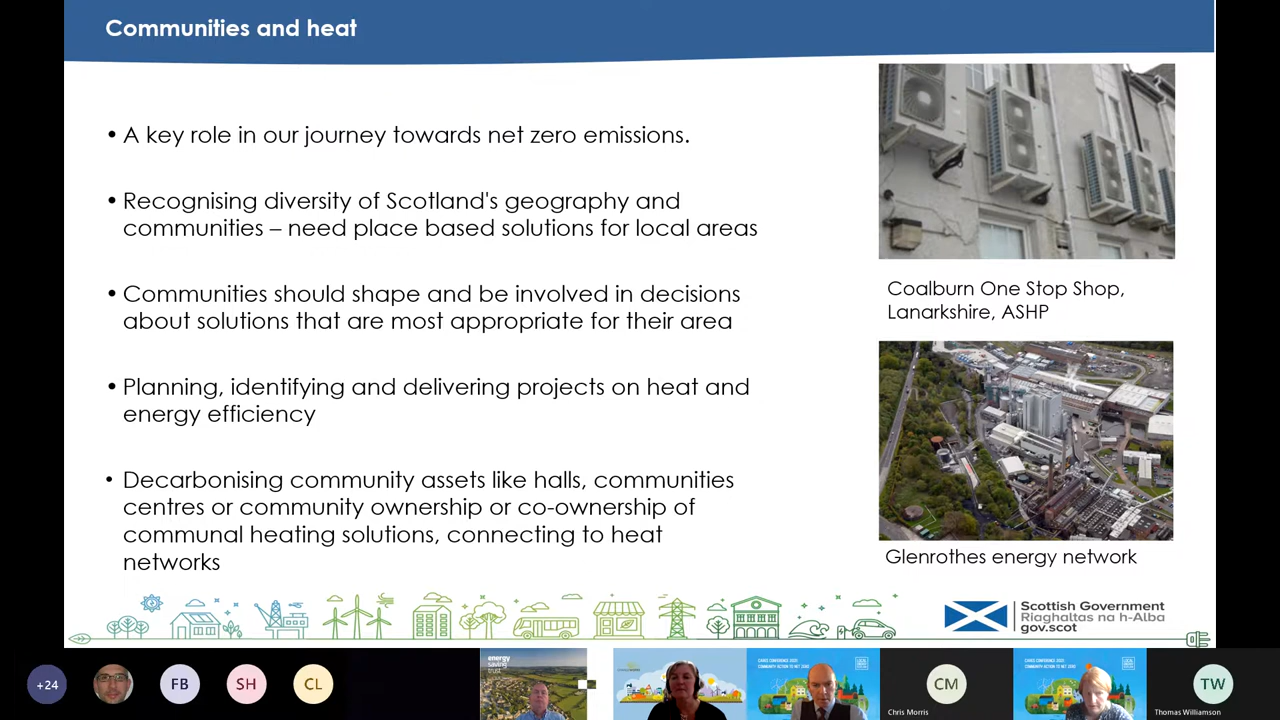 Communities and heat
• A key role in our journey towards net zero emissions.
• Recognising diversity of Scotland's geography and
communities – need place based solutions for local areas
• Communities should shape and be involved in decisions
about solutions that are most appropriate for their area
• Planning, identifying and delivering projects on heat and
energy efficiency
• Decarbonising community assets like halls, communities
centres or community ownership or co-ownership of
communal heating solutions, connecting to heat
networks
Coalburn One Stop Shop,
Lanarkshire, ASHP
Glenrothes energy network
Scottish Government
Riaghaltas na h-Alba
gov.scot
+24
FB
SH
CL
energy
saving
trust
CM
Chris Morris
TW
Thomas Williamson